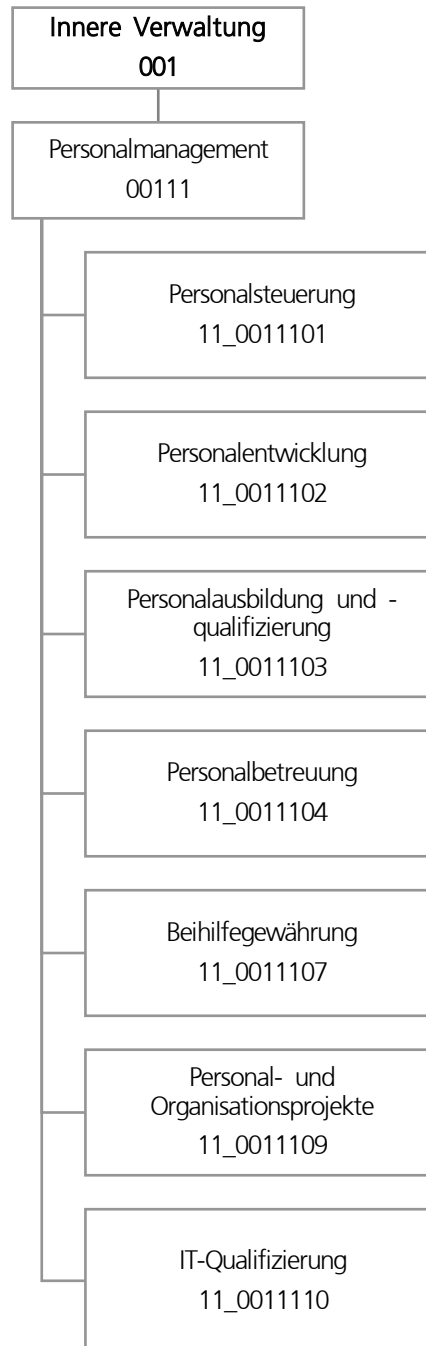 Innere Verwaltung
001
Personalmanagement
00111
Personalsteuerung
11_0011101
Personalentwicklung
11_0011102
Personalausbildung und -
qualifizierung
11_0011103
Personalbetreuung
11_0011104
Beihilfegewährung
11_0011107
Personal- und
Organisationsprojekte
11_0011109
IT-Qualifizierung
11_0011110